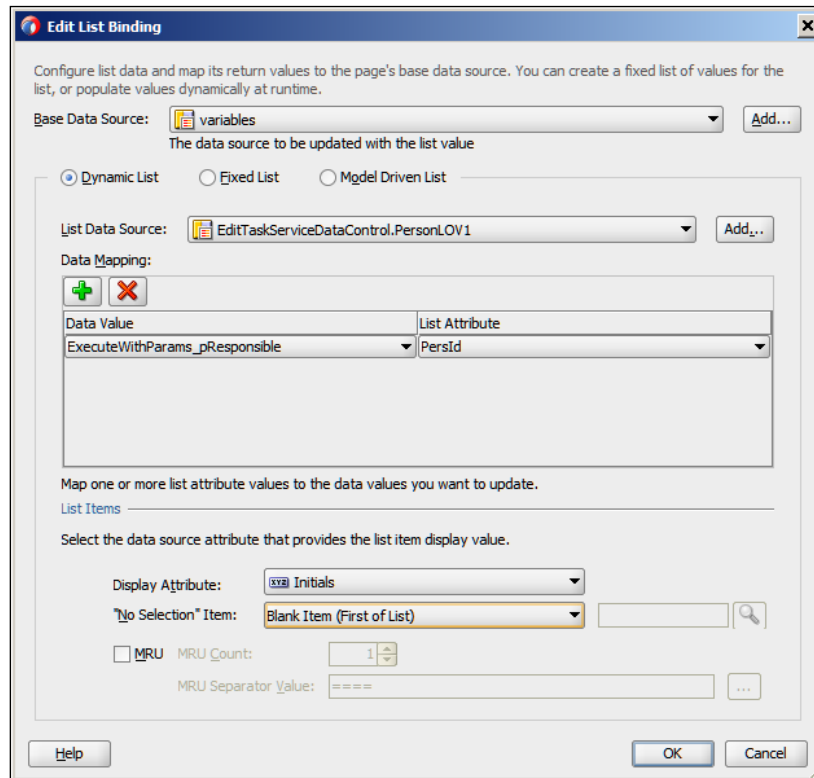 Edit List Binding
Configure list data and map its return values to the page's base data source. You can create a fixed list of values for the
list, or populate values dynamically at runtime.
Base Data Source: variables Add...
The data source to be updated with the list value
Dynamic List Fixed List Model Driven List
List Data Source: EditTaskServiceDataControl.PersonLOV1 Add...
Data Mapping:
Data Value List Attribute
ExecuteWithParams_pResponsible PersId
Map one or more list attribute values to the data values you want to update.
List Items
Select the data source attribute that provides the list item display value.
Display Attribute: xyz Initials
"No Selection" Item: Blank Item (First of List)
MRU MRU Count: 1
MRU Separator Value: ==== ...
Help OK Cancel